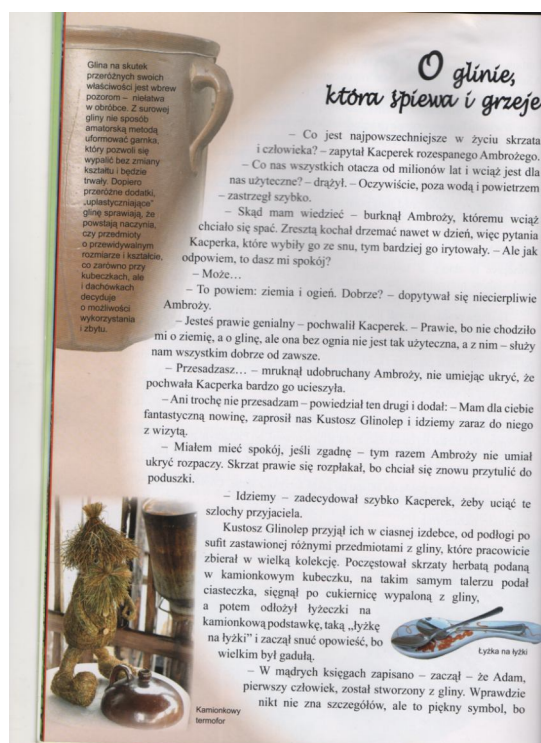 Glina na skutek
przeróżnych swoich
właściwości jest wbrew
pozorom – niełatwa
w obróbce. Z surowej
gliny nie sposób
amatorską metodą
uformować garnka,
który pozwoli się
wypalić bez zmiany
kształtu i będzie
trwały. Dopiero
przeróżne dodatki,
„uplastyczniające”
glinę sprawiają, że
powstają naczynia,
czy przedmioty
o przewidywalnym
rozmiarze i kształcie,
co zarówno przy
kubeczkach, ale
i dachówkach
decyduje
o możliwości
wykorzystania
i zbytu.
O glinie,
która śpiewa i grzeje
– Co jest najpowszechniejsze w życiu skrzata
i człowieka? – zapytał Kacperek rozespanego Ambrożego.
– Co nas wszystkich otacza od milionów lat i wciąż jest dla
nas użyteczne? – drążył. – Oczywiście, poza wodą i powietrzem
– zastrzegł szybko.
– Skąd mam wiedzieć – burknął Ambroży, któremu wciąż
chciało się spać. Zresztą kochał drzemać nawet w dzień, więc pytania
Kacperka, które wybiły go ze snu, tym bardziej go irytowały. – Ale jak
odpowiem, to dasz mi spokój?
– Może…
– To powiem: ziemia i ogień. Dobrze? – dopytywał się niecierpliwie
Ambroży.
– Jesteś prawie genialny – pochwalił Kacperek. – Prawie, bo nie chodziło
mi o ziemię, a o glinę, ale ona bez ognia nie jest tak użyteczna, a z nim – służy
nam wszystkim dobrze od zawsze.
– Przesadzasz… – mruknął udobruchany Ambroży, nie umiejąc ukryć, że
pochwała Kacperka bardzo go ucieszyła.
– Ani trochę nie przesadzam – powiedział ten drugi i dodał: – Mam dla ciebie
fantastyczną nowinę, zaprosił nas Kustosz Glinolep i idziemy zaraz do niego
z wizytą.
– Miałem mieć spokój, jeśli zgadnę – tym razem Ambroży nie umiał
ukryć rozpaczy. Skrzat prawie się rozpłakał, bo chciał się znowu przytulić do
poduszki.
– Idziemy – zadecydował szybko Kacperek, żeby uciąć te
szlochy przyjaciela.
Kustosz Glinolep przyjął ich w ciasnej izdebce, od podłogi po
sufit zastawionej różnymi przedmiotami z gliny, które pracowicie
zbierał w wielką kolekcję. Poczęstował skrzaty herbatą podaną
w kamionkowym kubeczku, na takim samym talerzu podał
ciasteczka, sięgnął po cukiernicę wypaloną z gliny,
a potem odłożył łyżeczki na
kamionkową podstawkę, taką „łyżkę
na łyżki” i zaczął snuć opowieść, bo
wielkim był gadułą.
– W mądrych księgach zapisano – zaczął – że Adam,
pierwszy człowiek, został stworzony z gliny. Wprawdzie
nikt nie zna szczegółów, ale to piękny symbol, bo
Łyżka na łyżki
Kamionkowy
termofor